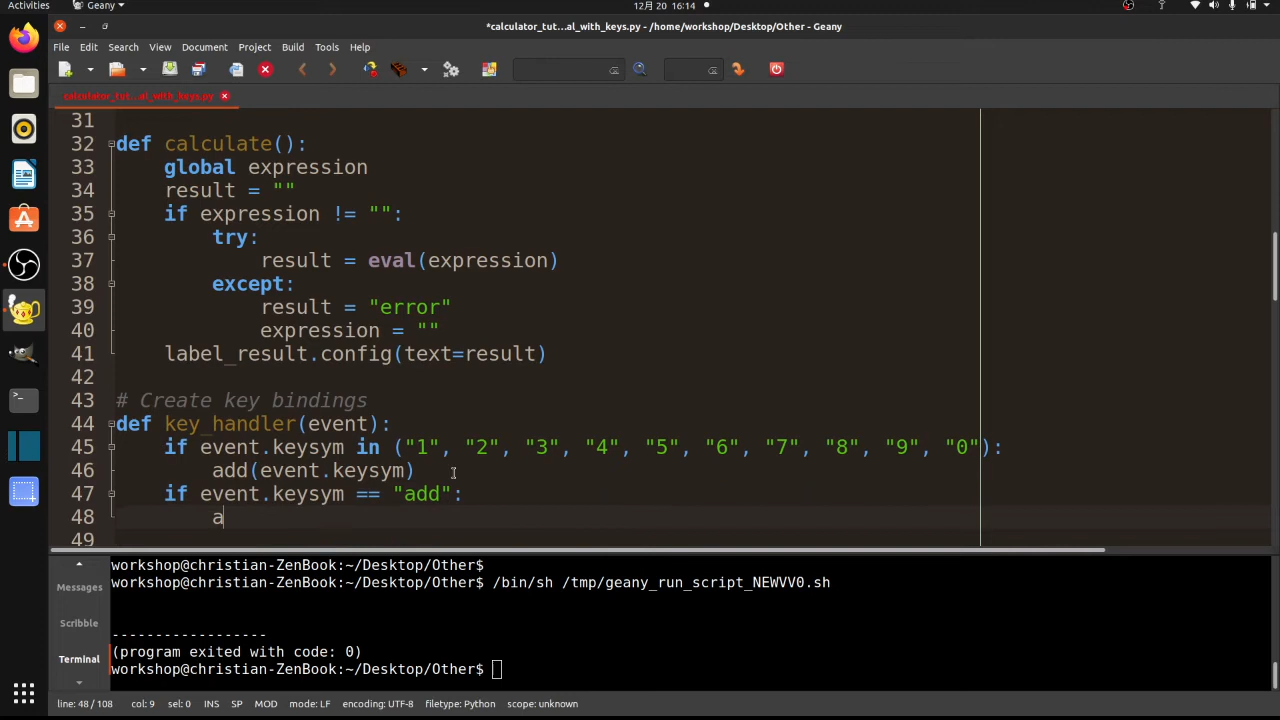 Activities
Geany
12月 20 16:14
*calculator_tut...al_with_keys.py - /home/workshop/Desktop/Other - Geany
File Edit Search View Document Project Build Tools Help
calculator_tut...al_with_keys.py
31
32 def calculate():
33 global expression
34 result = ""
35 if expression != "":
36 try:
37 result = eval(expression)
38 except:
39 result = "error"
40 expression = ""
41 label_result.config(text=result)
42
43 # Create key bindings
44 def key_handler(event):
45 if event.keysym in ("1", "2", "3", "4", "5", "6", "7", "8", "9", "0"):
46 add(event.keysym)
47 if event.keysym == "add":
48 a
49
Messages
Scribble
Terminal
workshop@christian-ZenBook:~/Desktop/Other$
workshop@christian-ZenBook:~/Desktop/Other$ /bin/sh /tmp/geany_run_script_NEWVV0.sh
------------------
(program exited with code: 0)
workshop@christian-ZenBook:~/Desktop/Other$
line: 48 / 108 col: 9 sel: 0 INS SP MOD mode: LF encoding: UTF-8 filetype: Python scope: unknown